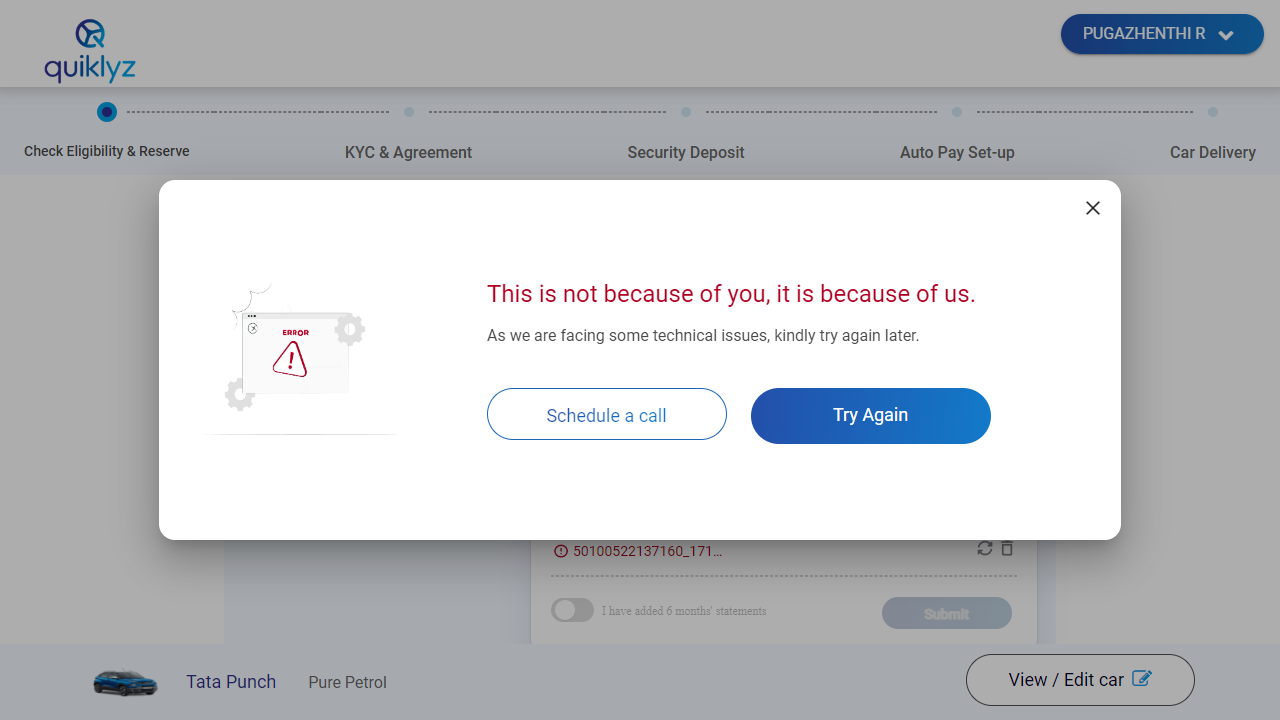 quiklyz
PUGAZHENTHI R
Check Eligibility & Reserve
KYC & Agreement
Security Deposit
Auto Pay Set-up
Car Delivery
ERROR
This is not because of you, it is because of us.
As we are facing some technical issues, kindly try again later.
Schedule a call
Try Again
50100522137160_171...
I have added 6 months' statements
Submit
Tata Punch
Pure Petrol
View / Edit car